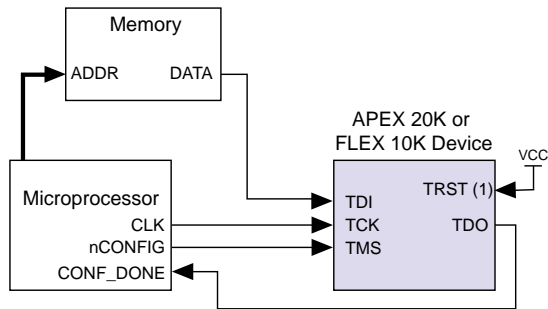 Memory
ADDR DATA
APEX 20K or
FLEX 10K Device
VCC
Microprocessor
CLK
nCONFIG
CONF_DONE
TDI
TCK
TMS
TRST (1)
TDO